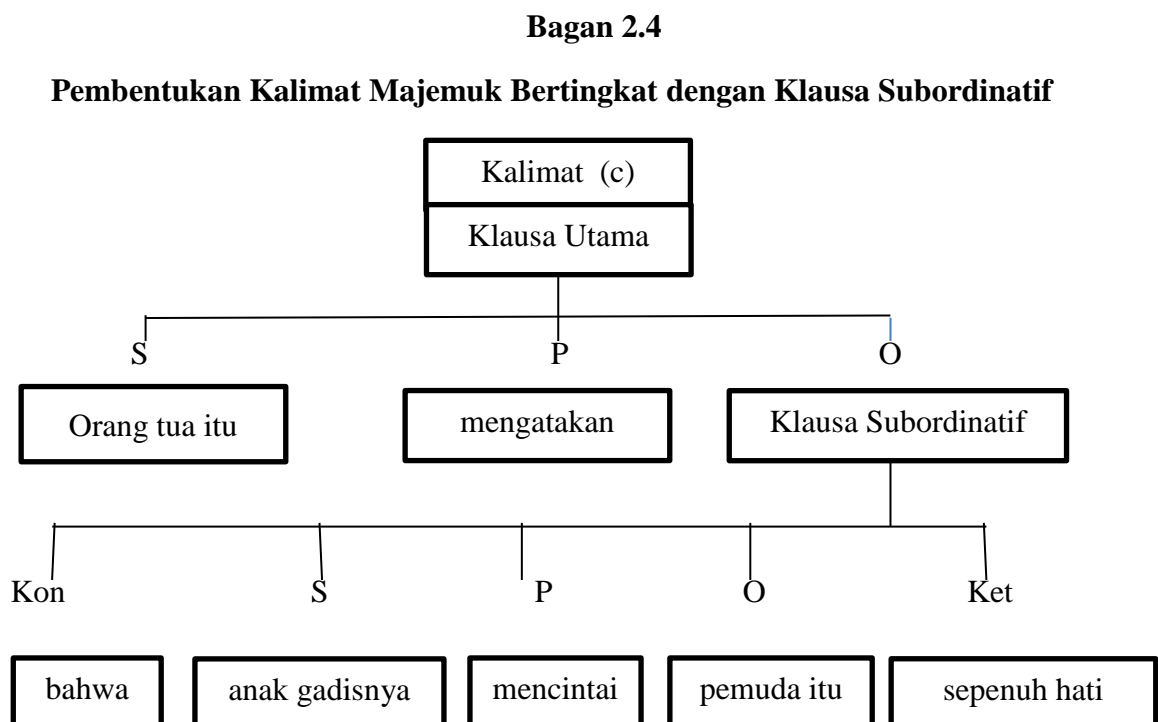 Bagan 2.4
Pembentukan Kalimat Majemuk Bertingkat dengan Klausa Subordinatif
Kalimat (c)
Klausa Utama
S P O
Orang tua itu mengatakan Klausa Subordinatif
Kon S P O Ket
bahwa anak gadisnya mencintai pemuda itu sepenuh hati